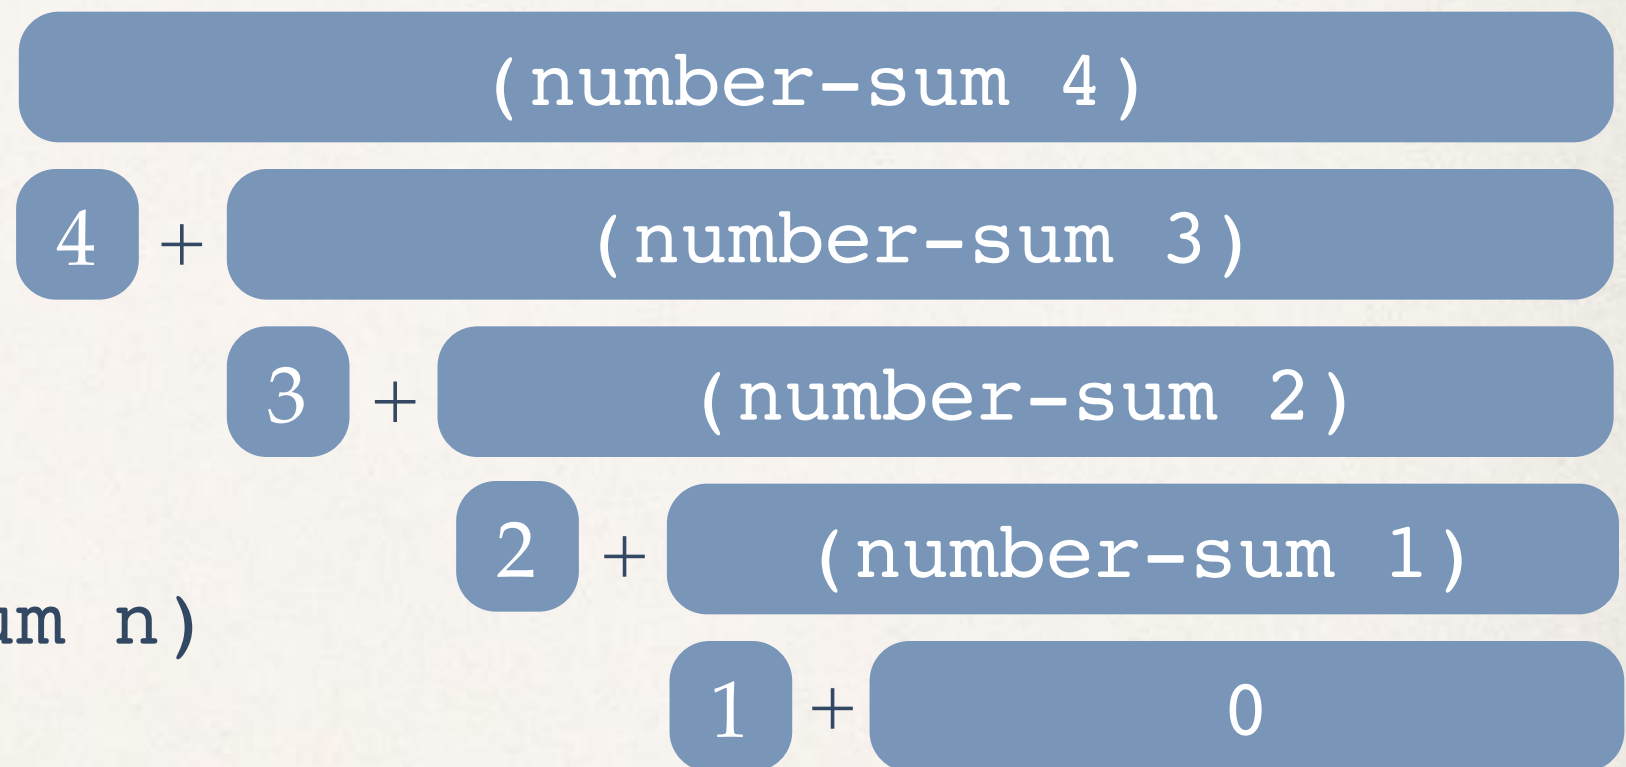 (number-sum 4)
4 + (number-sum 3)
3 + (number-sum 2)
2 + (number-sum 1)
um n)
1 + 0